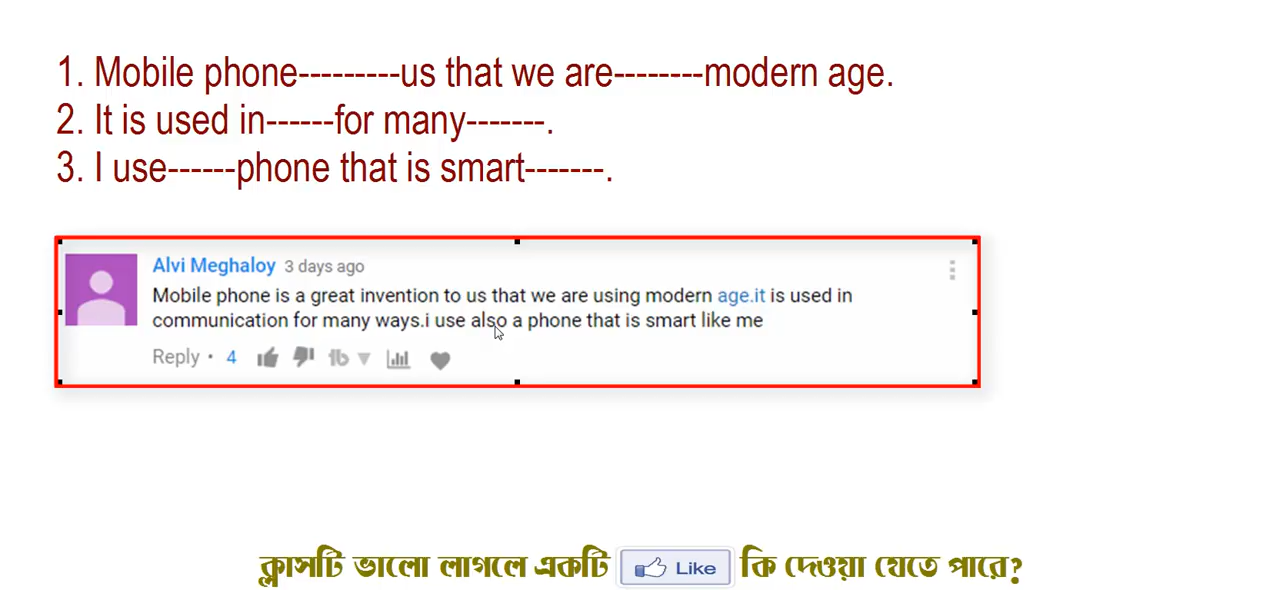 1. Mobile phone---------us that we are--------modern age.
2. It is used in------for many-------.
3. I use------phone that is smart-------.
Alvi Meghaloy 3 days ago
Mobile phone is a great invention to us that we are using modern age.it is used in
communication for many ways.i use also a phone that is smart like me
Reply • 4
ক্লাসটি ভালো লাগলে একটি Like কি দেওয়া যেতে পারে?